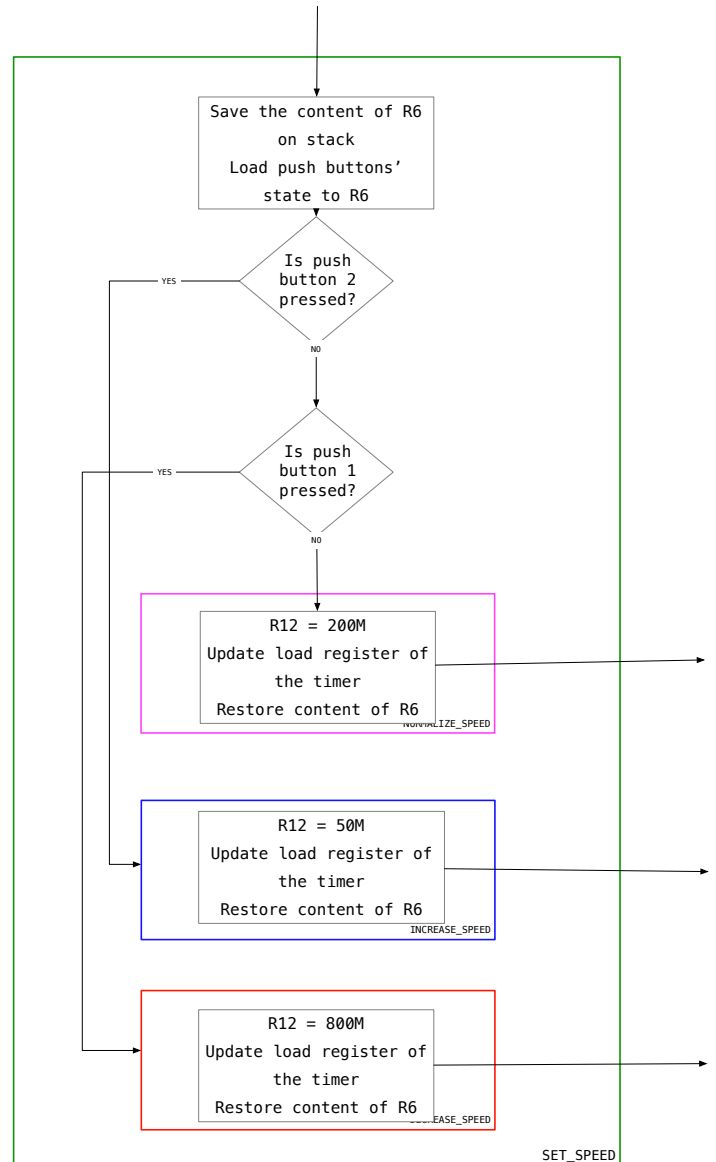 Save the content of R6
on stack
Load push buttons’
state to R6
Is push
button 2
pressed?
YES
NO
Is push
button 1
pressed?
YES
NO
R12 = 200M
Update load register of
the timer
Restore content of R6
NORMALIZE_SPEED
R12 = 50M
Update load register of
the timer
Restore content of R6
INCREASE_SPEED
R12 = 800M
Update load register of
the timer
Restore content of R6
DECREASE_SPEED
SET_SPEED